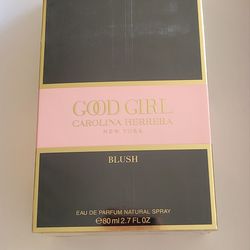 GOOD GIRL
CAROLINA HERRERA
NEW YORK
BLUSH
EAU DE PARFUM NATURAL SPRAY
℮80 ml 2.7 FL OZ